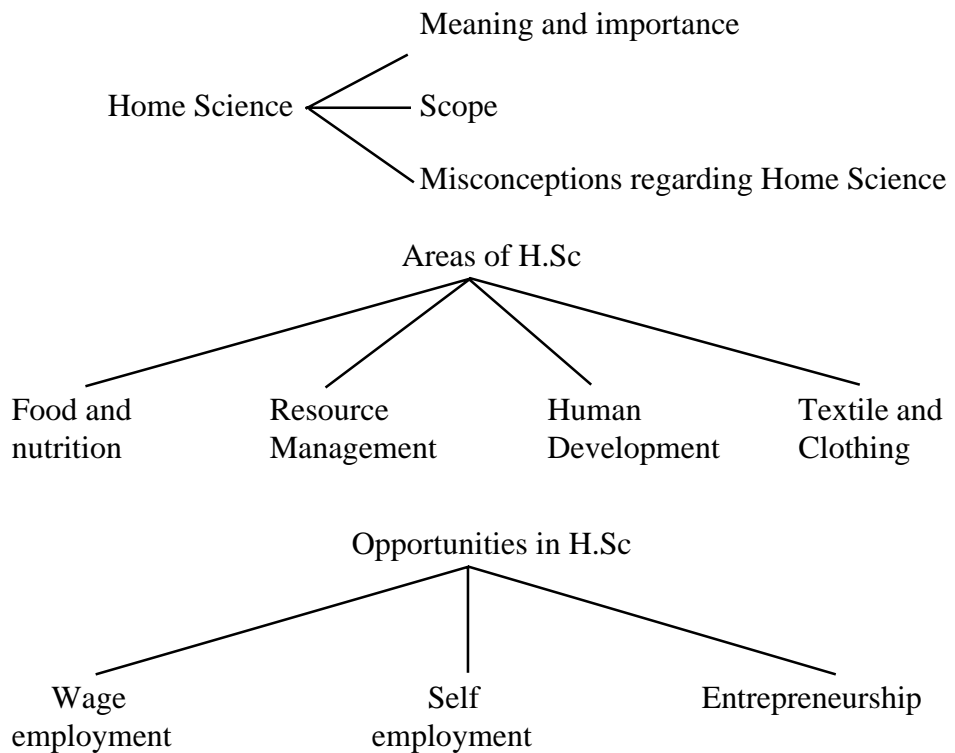 Meaning and importance
Home Science
Scope
Misconceptions regarding Home Science
Areas of H.Sc
Food and
nutrition
Resource
Management
Human
Development
Textile and
Clothing
Opportunities in H.Sc
Wage
employment
Self
employment
Entrepreneurship